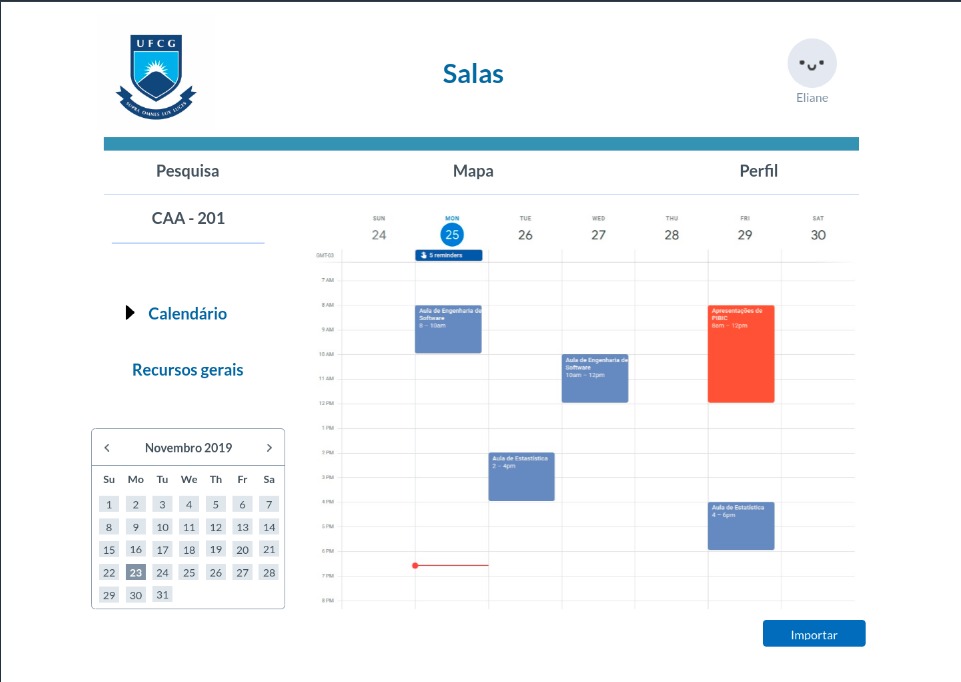 UFCG
SUPRA OMNES LUX LUCES
Salas
Eliane
Pesquisa
Mapa
Perfil
CAA - 201
Calendário
Recursos gerais
Novembro 2019
Su Mo Tu We Th Fr Sa
1 2 3 4 5 6 7
8 9 10 11 12 13 14
15 16 17 18 19 20 21
22 23 24 25 26 27 28
29 30 31
SUN MON TUE WED THU FRI SAT
24 25 26 27 28 29 30
GMT-03
5 reminders
7 AM
8 AM
Aula de Engenharia de
Software
8 – 10am
Apresentações de
PIBIC
8am – 12pm
9 AM
10 AM
Aula de Engenharia de
Software
10am – 12pm
11 AM
12 PM
1 PM
2 PM
Aula de Estatística
2 – 4pm
3 PM
4 PM
Aula de Estatística
4 – 6pm
5 PM
6 PM
7 PM
8 PM
Importar